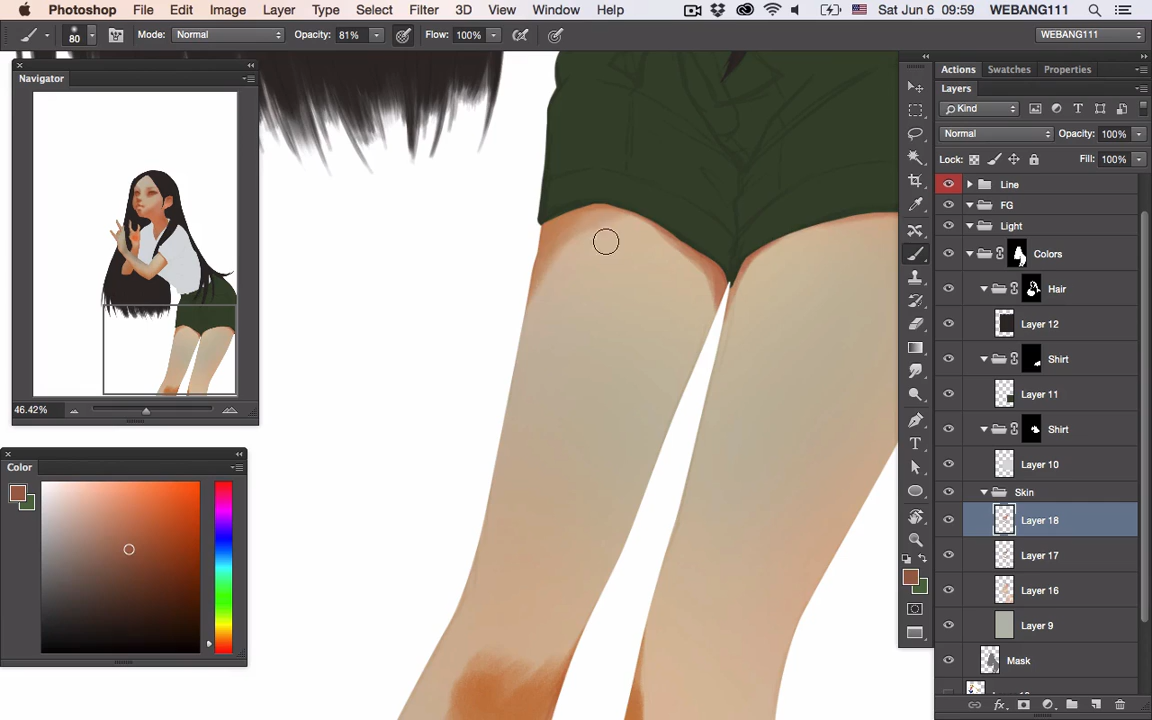 Photoshop File Edit Image Layer Type Select Filter 3D View Window Help Sat Jun 6 09:59 WEBANG111
80 Mode: Normal Opacity: 81% Flow: 100% WEBANG111
Navigator
46.42%
Color
Actions Swatches Properties
Layers
Kind
Normal Opacity: 100%
Lock: Fill: 100%
Line
FG
Light
Colors
Hair
Layer 12
Shirt
Layer 11
Shirt
Layer 10
Skin
Layer 18
Layer 17
Layer 16
Layer 9
Mask